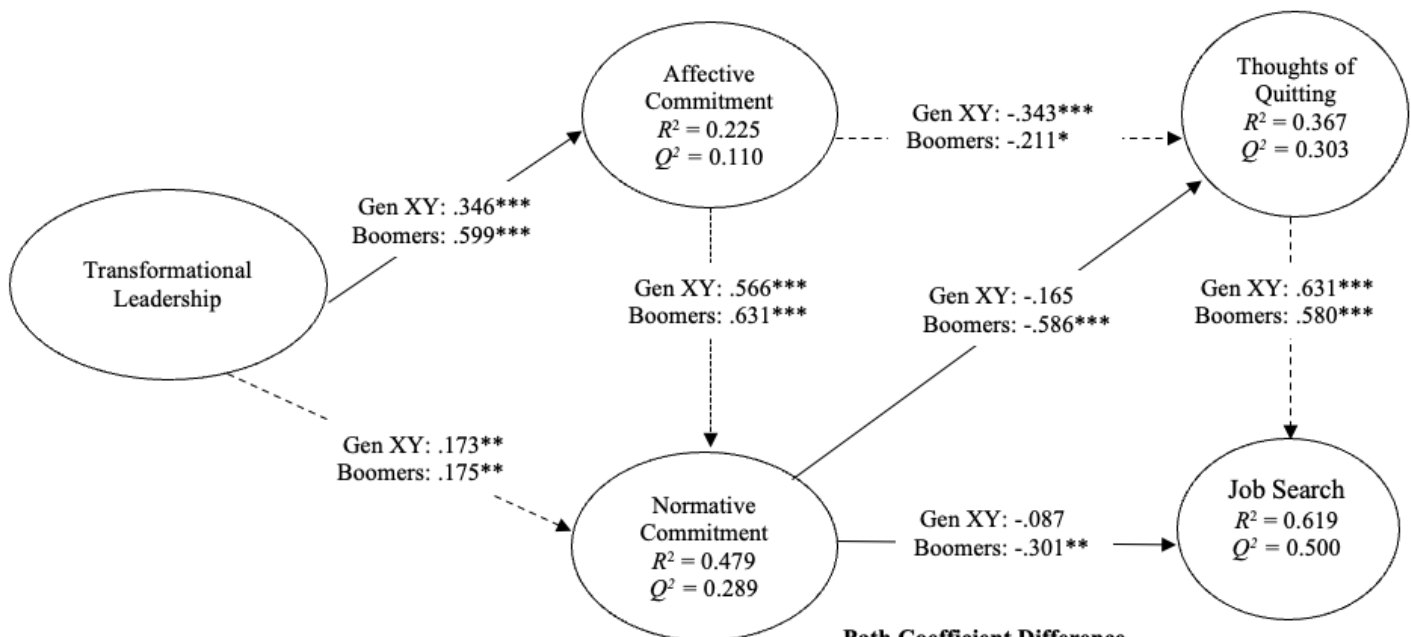 Affective
Commitment
R² = 0.225
Q² = 0.110
Thoughts of
Quitting
R² = 0.367
Q² = 0.303
Gen XY: -.343***
Boomers: -.211*
Gen XY: .346***
Boomers: .599***
Transformational
Leadership
Gen XY: .566***
Boomers: .631***
Gen XY: -.165
Boomers: -.586***
Gen XY: .631***
Boomers: .580***
Gen XY: .173**
Boomers: .175**
Normative
Commitment
R² = 0.479
Q² = 0.289
Gen XY: -.087
Boomers: -.301**
Job Search
R² = 0.619
Q² = 0.500
Path Coefficient Difference